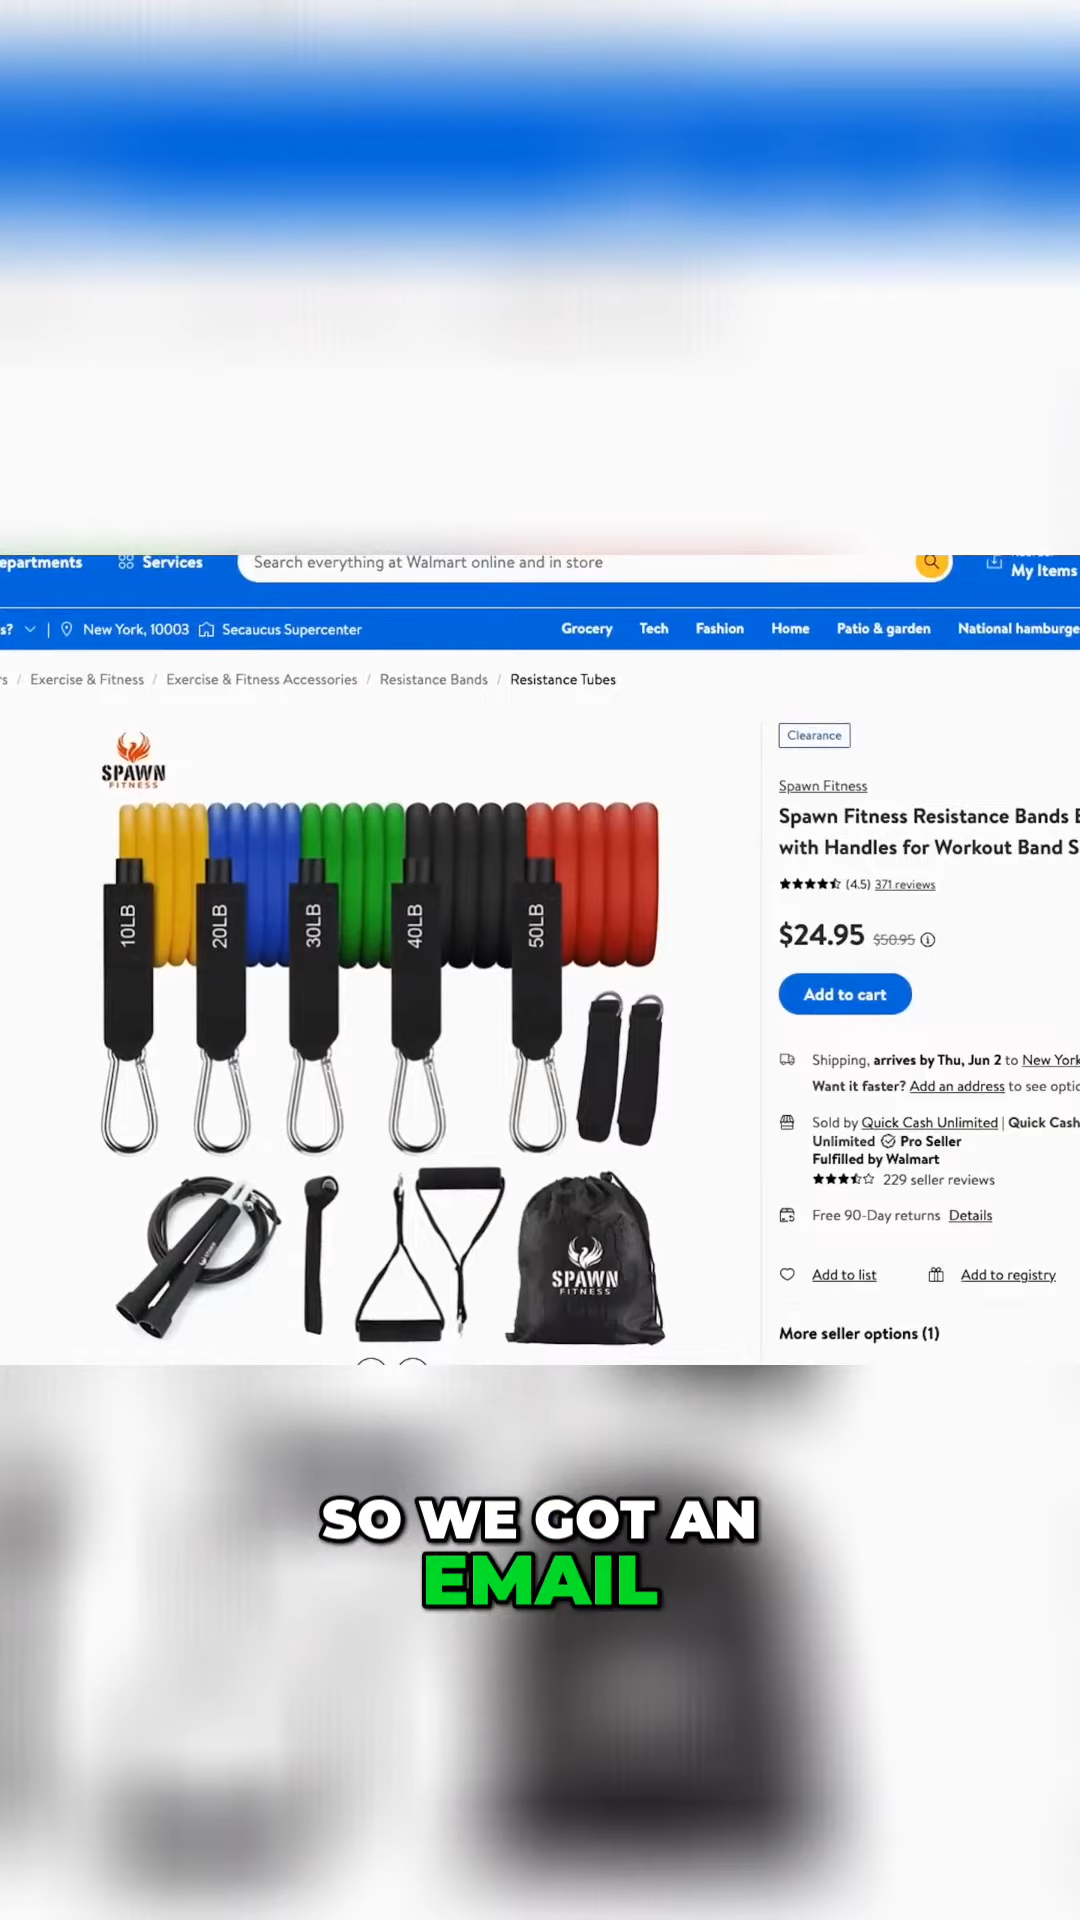 epartments
Services
Search everything at Walmart online and in store
My Items
s?
New York, 10003
Secaucus Supercenter
Grocery
Tech
Fashion
Home
Patio & garden
National hamburge
rs / Exercise & Fitness / Exercise & Fitness Accessories / Resistance Bands / Resistance Tubes
SPAWN
FITNESS
10LB
20LB
30LB
40LB
50LB
SPAWN
FITNESS
Clearance
Spawn Fitness
Spawn Fitness Resistance Bands E
with Handles for Workout Band S
(4.5) 371 reviews
$24.95 $50.95
Add to cart
Shipping, arrives by Thu, Jun 2 to New York
Want it faster? Add an address to see optio
Sold by Quick Cash Unlimited | Quick Cash
Unlimited Pro Seller
Fulfilled by Walmart
229 seller reviews
Free 90-Day returns Details
Add to list
Add to registry
More seller options (1)
SO WE GOT AN
EMAIL